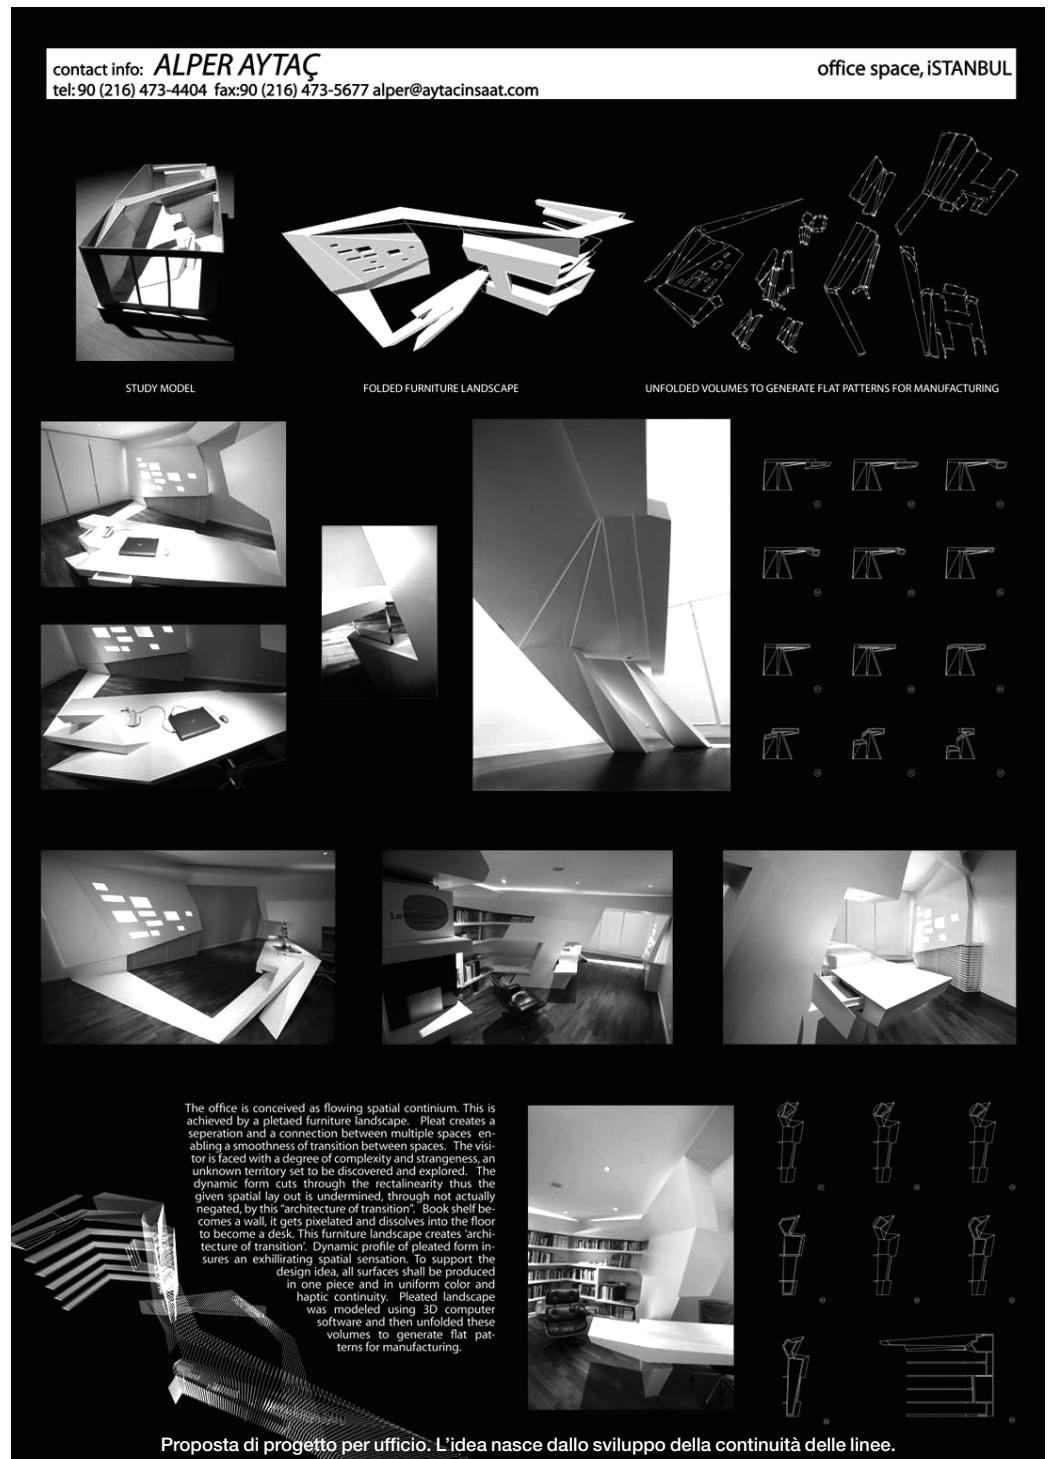 contact info: ALPER AYTAÇ
office space, iSTANBUL
tel: 90 (216) 473-4404 fax:90 (216) 473-5677 alper@aytacinsaat.com
STUDY MODEL
FOLDED FURNITURE LANDSCAPE
UNFOLDED VOLUMES TO GENERATE FLAT PATTERNS FOR MANUFACTURING
The office is conceived as flowing spatial continium. This is
achieved by a pletaed furniture landscape. Pleat creates a
seperation and a connection between multiple spaces en-
abling a smoothness of transition between spaces. The visi-
tor is faced with a degree of complexity and strangeness, an
unknown territory set to be discovered and explored. The
dynamic form cuts through the rectalinearity thus the
given spatial lay out is undermined, through not actually
negated, by this "architecture of transition". Book shelf be-
comes a wall, it gets pixelated and dissolves into the floor
to become a desk. This furniture landscape creates 'archi-
tecture of transition'. Dynamic profile of pleated form in-
sures an exhillirating spatial sensation. To support the
design idea, all surfaces shall be produced
in one piece and in uniform color and
haptic continuity. Pleated landscape
was modeled using 3D computer
software and then unfolded these
volumes to generate flat pat-
terns for manufacturing.
Proposta di progetto per ufficio. L'idea nasce dallo sviluppo della continuità delle linee.